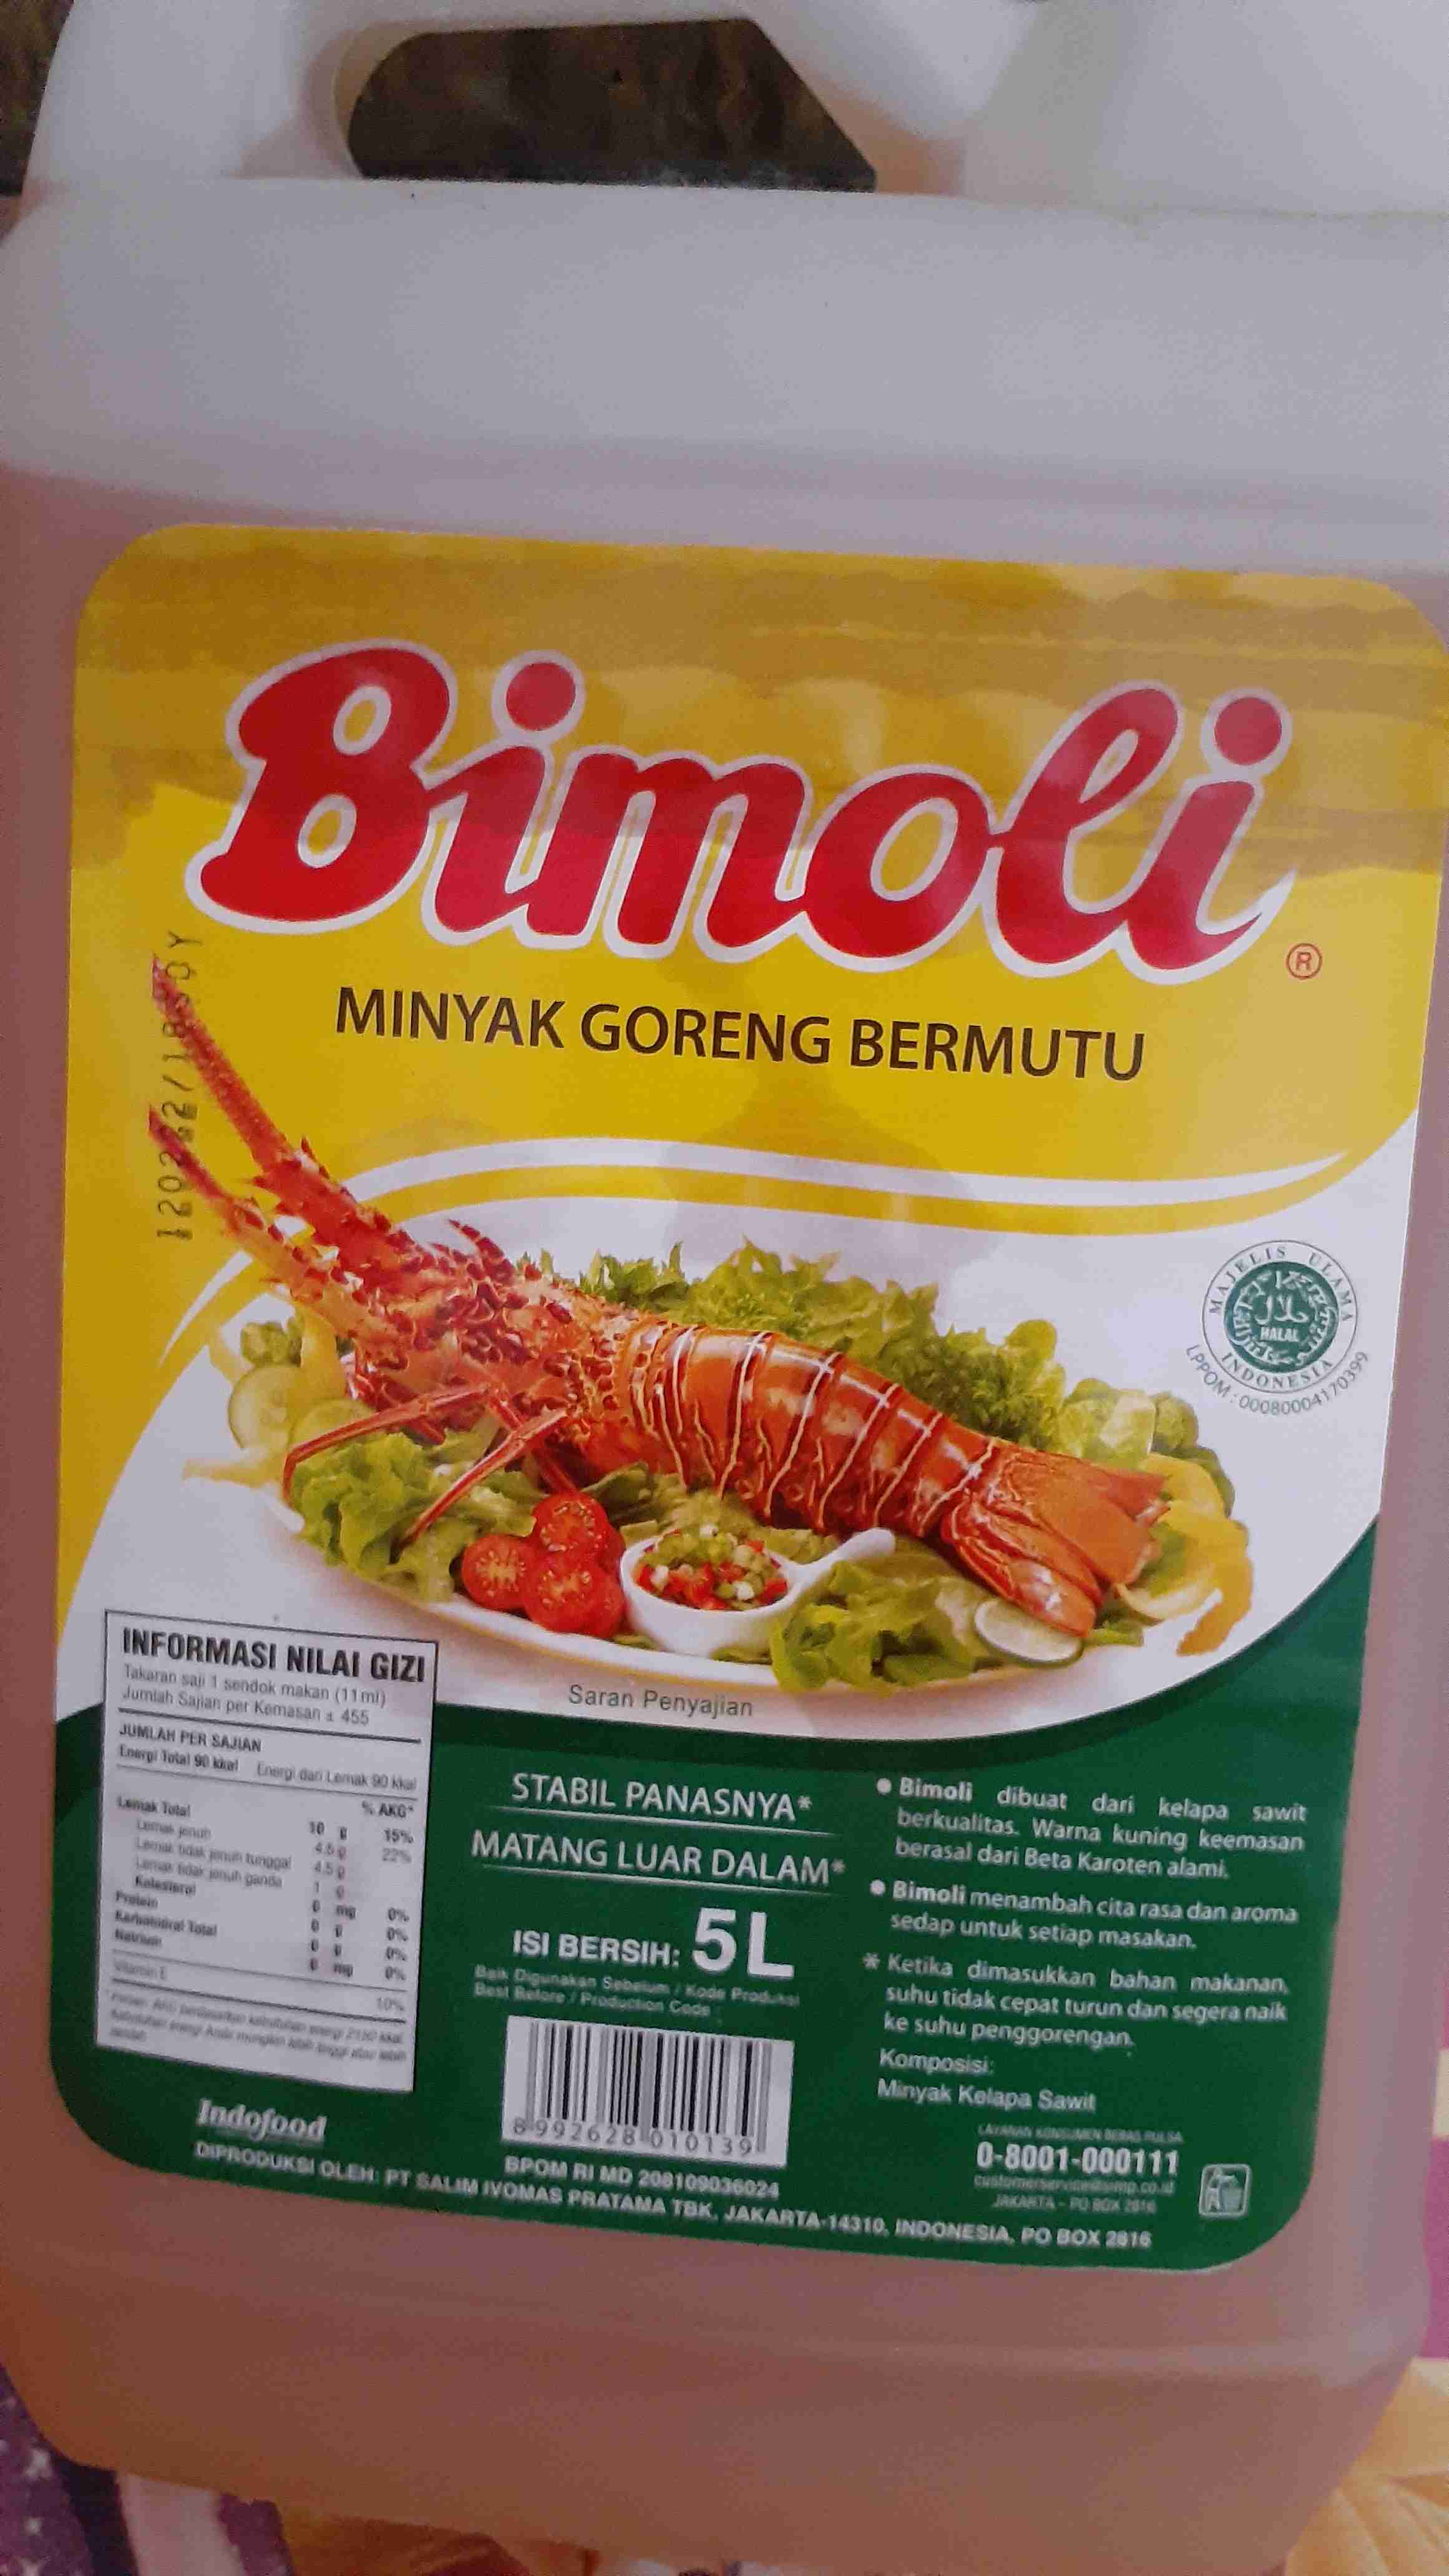 Bimoli
®
MINYAK GORENG BERMUTU
MAJELIS ULAMA
HALAL
INDONESIA
LPPOM : 00080004170399
Saran Penyajian
INFORMASI NILAI GIZI
Takaran saji 1 sendok makan (11 ml)
Jumlah Sajian per Kemasan ± 455
JUMLAH PER SAJIAN
Energi Total 90 kkal Energi dari Lemak 90 kkal
% AKG*
Lemak Total 10 g 15%
Lemak jenuh 4.5 g 22%
Lemak tidak jenuh tunggal 4.5 g
Lemak tidak jenuh ganda 1 g
Kolesterol 0 mg 0%
Protein 0 g 0%
Karbohidrat Total 0 g 0%
Natrium 0 mg 0%
Vitamin E 10%
STABIL PANASNYA*
MATANG LUAR DALAM*
ISI BERSIH: 5L
Baik Digunakan Sebelum / Kode Produksi
Best Before / Production Code :
8 992628 010139
BPOM RI MD 208109036024
• Bimoli dibuat dari kelapa sawit
berkualitas. Warna kuning keemasan
berasal dari Beta Karoten alami.
• Bimoli menambah cita rasa dan aroma
sedap untuk setiap masakan.
* Ketika dimasukkan bahan makanan,
suhu tidak cepat turun dan segera naik
ke suhu penggorengan.
Komposisi:
Minyak Kelapa Sawit
LAYANAN KONSUMEN BEBAS PULSA
0-8001-000111
JAKARTA - PO BOX 2816
Indofood
DIPRODUKSI OLEH: PT SALIM IVOMAS PRATAMA TBK, JAKARTA-14310, INDONESIA, PO BOX 2816